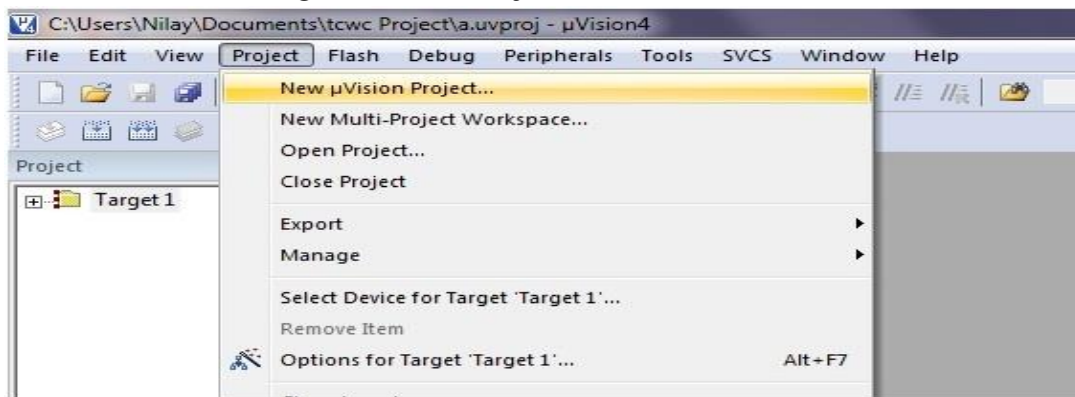 C:\Users\Nilay\Documents\tcwc Project\a.uvproj - µVision4
File Edit View Project Flash Debug Peripherals Tools SVCS Window Help
New µVision Project...
New Multi-Project Workspace...
Open Project...
Close Project
Project
Target 1
Export
Manage
Select Device for Target 'Target 1'...
Remove Item
Options for Target 'Target 1'... Alt+F7